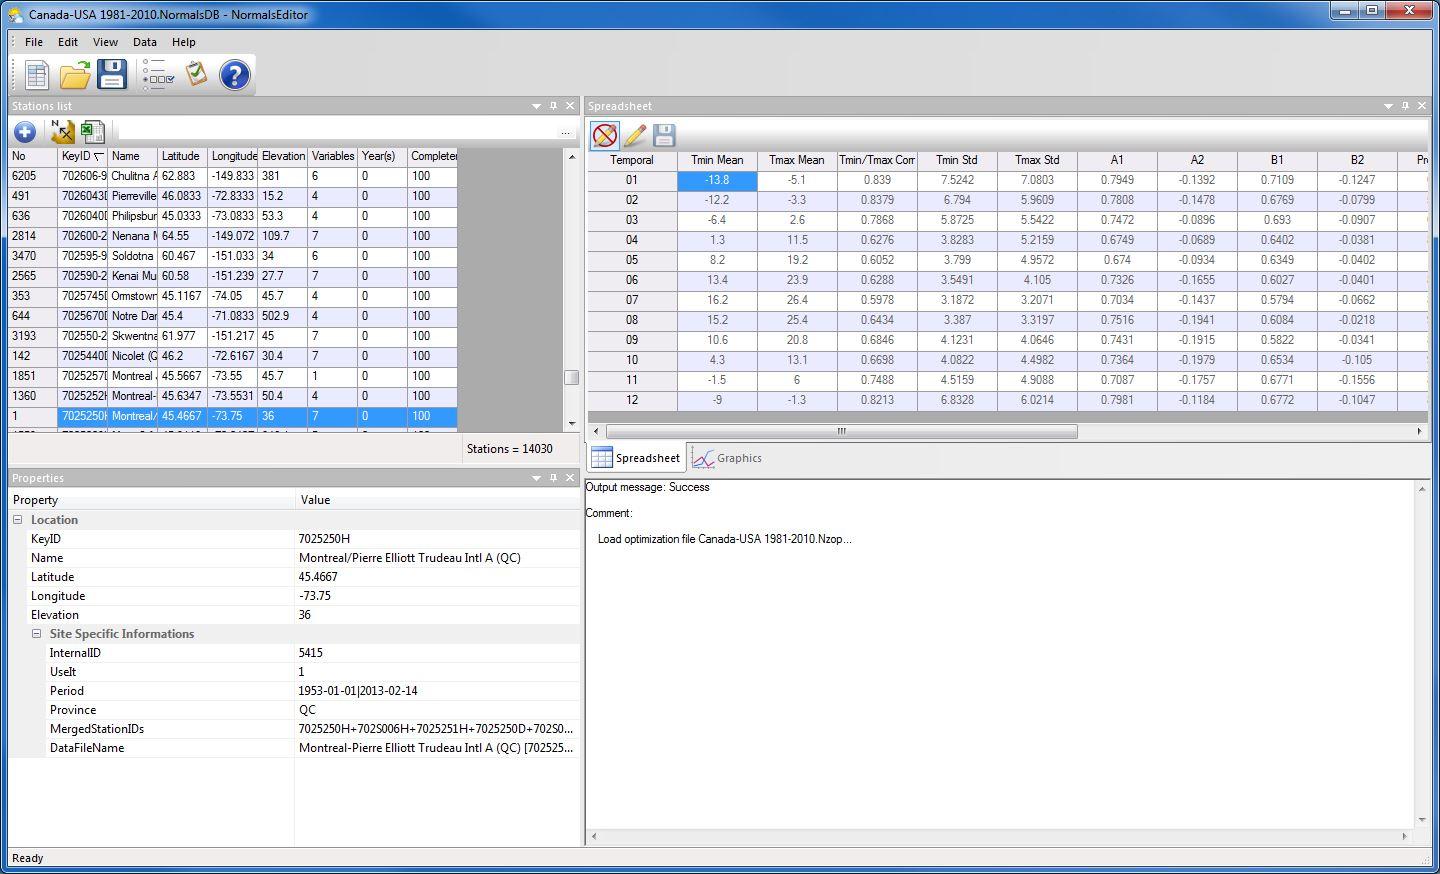 Canada-USA 1981-2010.NormalsDB - NormalsEditor
File Edit View Data Help
Stations list
No KeyID Name Latitude Longitude Elevation Variables Year(s) Completer
6205 702606-9 Chulitna A 62.883 -149.833 381 6 0 100
491 7026043D Pierreville 46.0833 -72.8333 15.2 4 0 100
636 7026040D Philipsbur 45.0333 -73.0833 53.3 4 0 100
2814 702600-2 Nenana M 64.55 -149.072 109.7 7 0 100
3470 702595-9 Soldotna 60.467 -151.033 34 6 0 100
2565 702590-2 Kenai Mu 60.58 -151.239 27.7 7 0 100
353 7025745D Ormstown 45.1167 -74.05 45.7 4 0 100
644 7025670D Notre Dar 45.4 -71.0833 502.9 4 0 100
3193 702550-2 Skwentna 61.977 -151.217 45 7 0 100
142 7025440D Nicolet (Q 46.2 -72.6167 30.4 7 0 100
1851 7025257D Montreal 45.5667 -73.55 45.7 1 0 100
1360 7025252H Montreal- 45.6347 -73.5531 50.4 4 0 100
1 7025250H Montreal/ 45.4667 -73.75 36 7 0 100
Stations = 14030
Properties
Property Value
Location
KeyID 7025250H
Name Montreal/Pierre Elliott Trudeau Intl A (QC)
Latitude 45.4667
Longitude -73.75
Elevation 36
Site Specific Informations
InternalID 5415
UseIt 1
Period 1953-01-01|2013-02-14
Province QC
MergedStationIDs 7025250H+702S006H+7025251H+7025250D+702S0...
DataFileName Montreal-Pierre Elliott Trudeau Intl A (QC) [702525...
Spreadsheet
Temporal Tmin Mean Tmax Mean Tmin/Tmax Corr Tmin Std Tmax Std A1 A2 B1 B2 Pr
01 -13.8 -5.1 0.839 7.5242 7.0803 0.7949 -0.1392 0.7109 -0.1247
02 -12.2 -3.3 0.8379 6.794 5.9609 0.7808 -0.1478 0.6769 -0.0799
03 -6.4 2.6 0.7868 5.8725 5.5422 0.7472 -0.0896 0.693 -0.0907
04 1.3 11.5 0.6276 3.8283 5.2159 0.6749 -0.0689 0.6402 -0.0381
05 8.2 19.2 0.6052 3.799 4.9572 0.674 -0.0934 0.6349 -0.0402
06 13.4 23.9 0.6288 3.5491 4.105 0.7326 -0.1655 0.6027 -0.0401
07 16.2 26.4 0.5978 3.1872 3.2071 0.7034 -0.1437 0.5794 -0.0662
08 15.2 25.4 0.6434 3.387 3.3197 0.7516 -0.1941 0.6084 -0.0218
09 10.6 20.8 0.6846 4.1231 4.0646 0.7431 -0.1915 0.5822 -0.0341
10 4.3 13.1 0.6698 4.0822 4.4982 0.7364 -0.1979 0.6534 -0.105
11 -1.5 6 0.7488 4.5159 4.9088 0.7087 -0.1757 0.6771 -0.1556
12 -9 -1.3 0.8213 6.8328 6.0214 0.7981 -0.1184 0.6772 -0.1047
Spreadsheet Graphics
Output message: Success
Comment:
Load optimization file Canada-USA 1981-2010.Nzop...
Ready